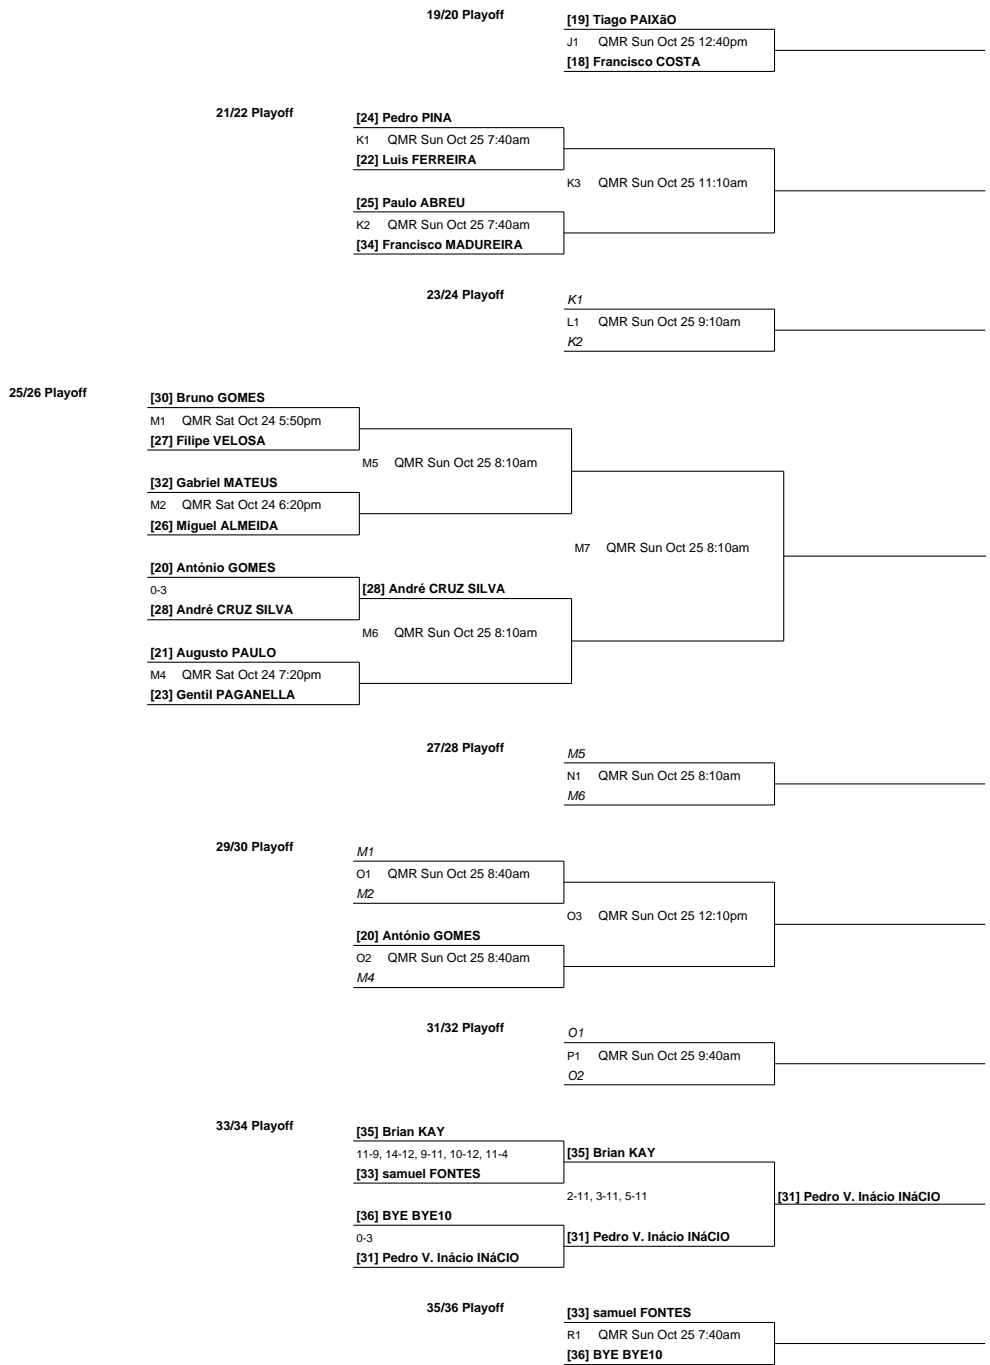 19/20 Playoff
[19] Tiago PAIXãO
J1 QMR Sun Oct 25 12:40pm
[18] Francisco COSTA
21/22 Playoff
[24] Pedro PINA
K1 QMR Sun Oct 25 7:40am
[22] Luis FERREIRA
K3 QMR Sun Oct 25 11:10am
[25] Paulo ABREU
K2 QMR Sun Oct 25 7:40am
[34] Francisco MADUREIRA
23/24 Playoff
K1
L1 QMR Sun Oct 25 9:10am
K2
25/26 Playoff
[30] Bruno GOMES
M1 QMR Sat Oct 24 5:50pm
[27] Filipe VELOSA
M5 QMR Sun Oct 25 8:10am
[32] Gabriel MATEUS
M2 QMR Sat Oct 24 6:20pm
[26] Miguel ALMEIDA
M7 QMR Sun Oct 25 8:10am
[20] António GOMES
0-3
[28] André CRUZ SILVA
[28] André CRUZ SILVA
M6 QMR Sun Oct 25 8:10am
[21] Augusto PAULO
M4 QMR Sat Oct 24 7:20pm
[23] Gentil PAGANELLA
27/28 Playoff
M5
N1 QMR Sun Oct 25 8:10am
M6
29/30 Playoff
M1
O1 QMR Sun Oct 25 8:40am
M2
O3 QMR Sun Oct 25 12:10pm
[20] António GOMES
O2 QMR Sun Oct 25 8:40am
M4
31/32 Playoff
O1
P1 QMR Sun Oct 25 9:40am
O2
33/34 Playoff
[35] Brian KAY
11-9, 14-12, 9-11, 10-12, 11-4
[33] samuel FONTES
[35] Brian KAY
2-11, 3-11, 5-11
[31] Pedro V. Inácio INáCIO
[36] BYE BYE10
0-3
[31] Pedro V. Inácio INáCIO
[31] Pedro V. Inácio INáCIO
35/36 Playoff
[33] samuel FONTES
R1 QMR Sun Oct 25 7:40am
[36] BYE BYE10